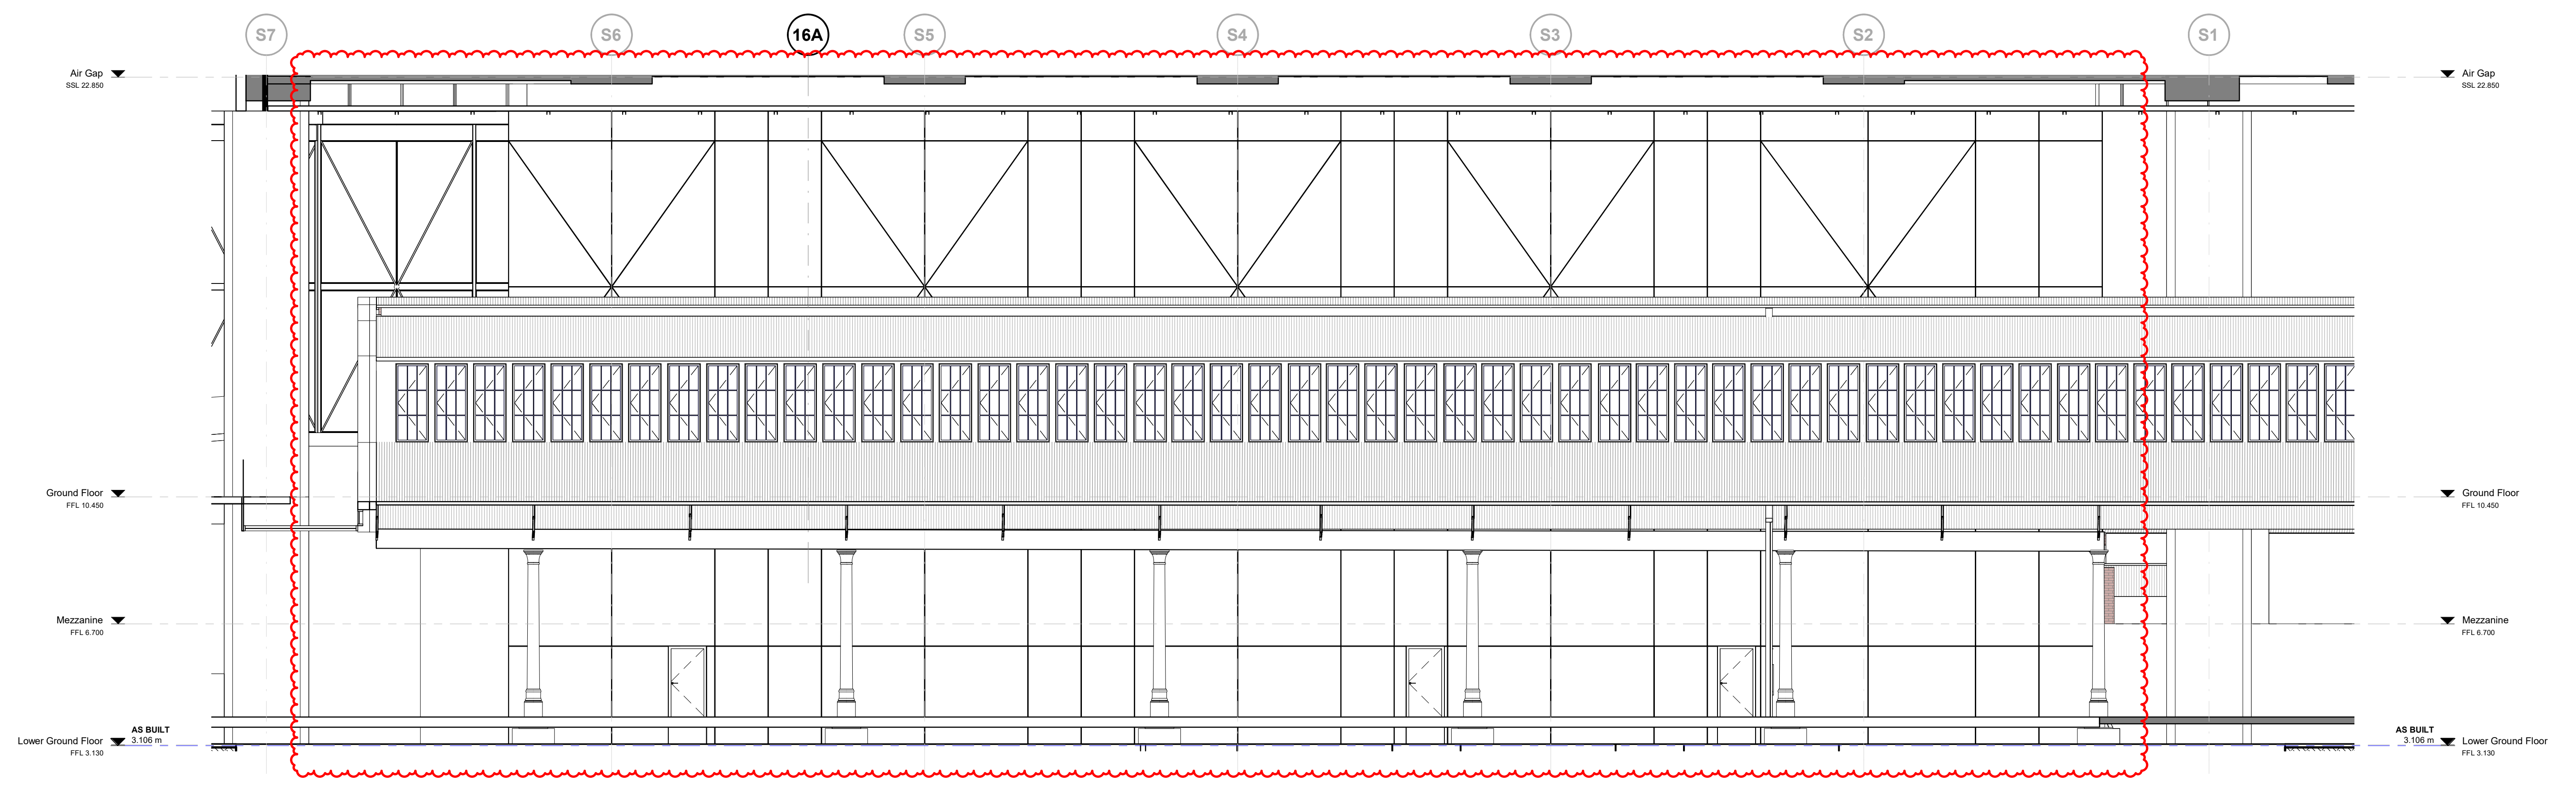 S7
S6
16A
S5
S4
S3
S2
S1
Air Gap
SSL 22.850
Air Gap
SSL 22.850
Ground Floor
FFL 10.450
Ground Floor
FFL 10.450
Mezzanine
FFL 6.700
Mezzanine
FFL 6.700
AS BUILT
3.106 m
Lower Ground Floor
FFL 3.130
AS BUILT
3.106 m
Lower Ground Floor
FFL 3.130